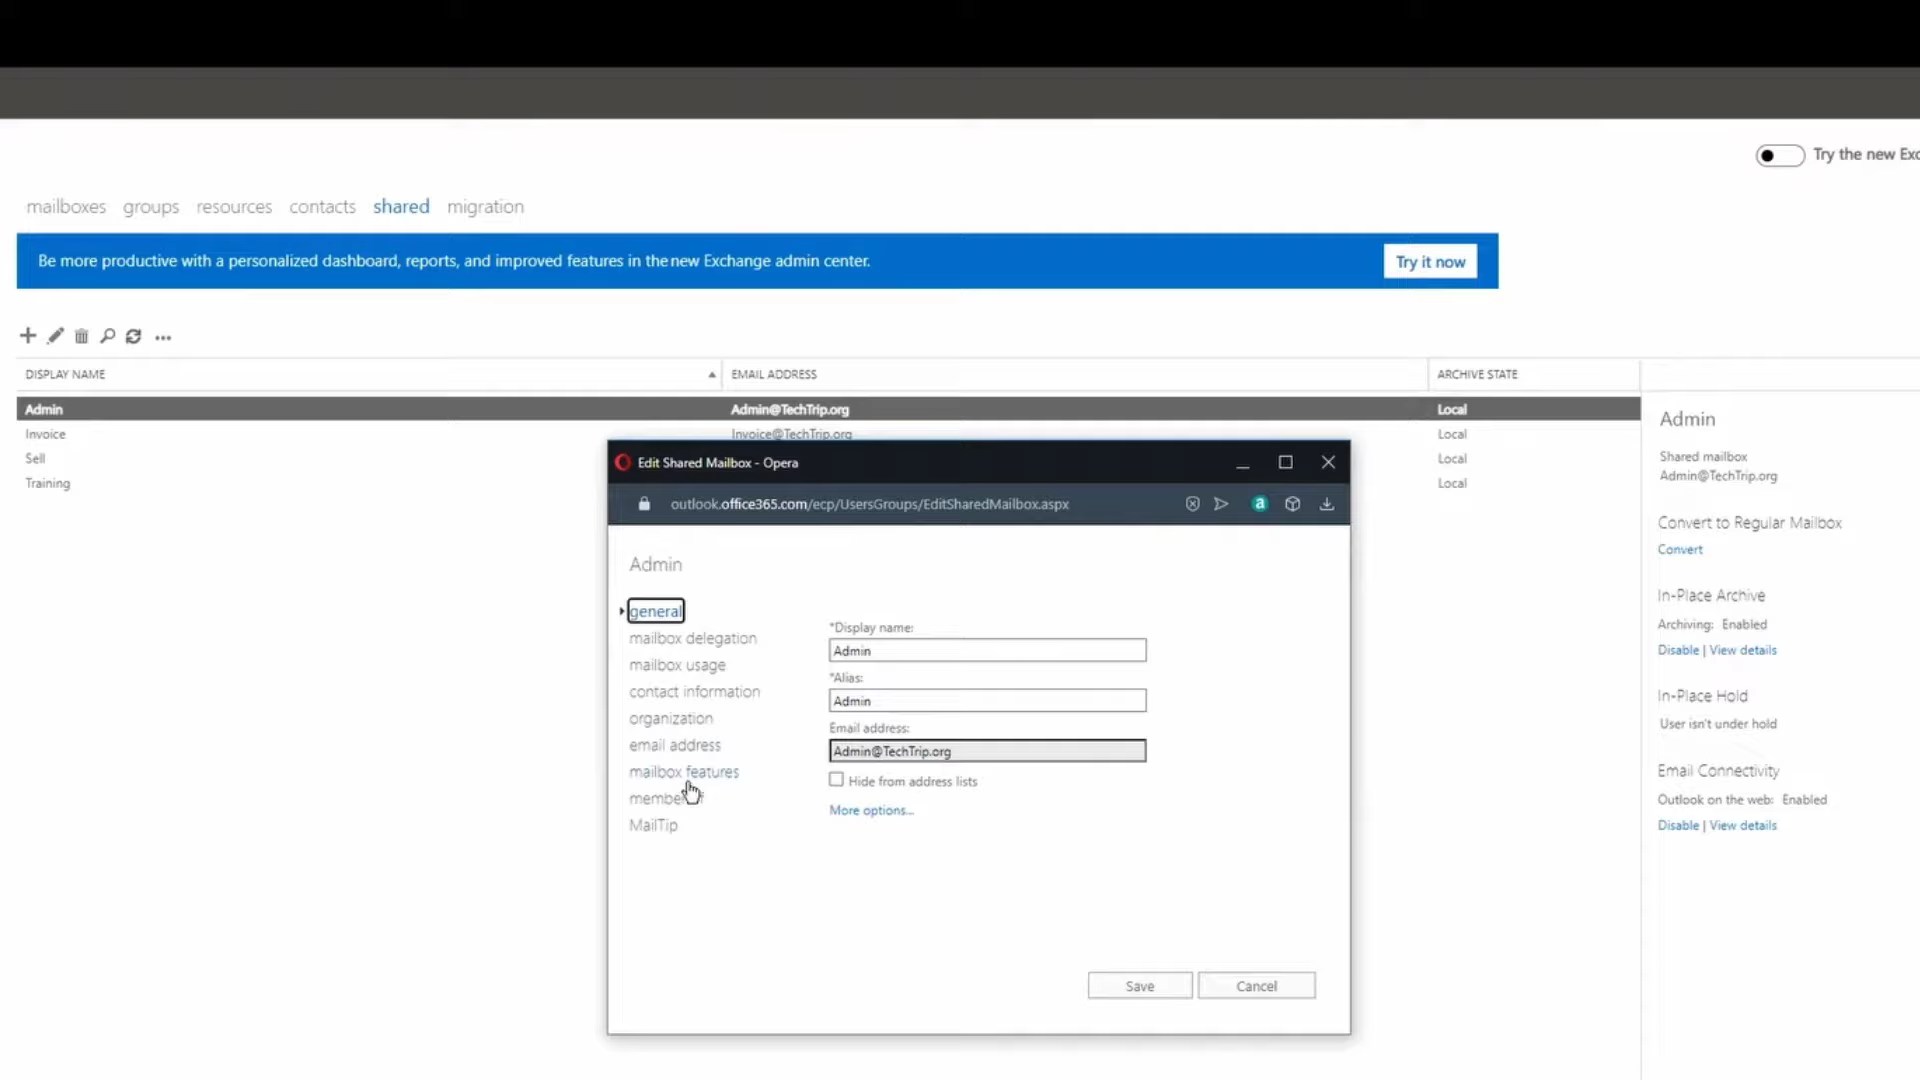 Try the new Exc
mailboxes groups resources contacts shared migration
Be more productive with a personalized dashboard, reports, and improved features in the new Exchange admin center.
Try it now
DISPLAY NAME EMAIL ADDRESS ARCHIVE STATE
Admin Admin@TechTrip.org Local
Invoice Invoice@TechTrip.org Local
Sell Local
Training Local
Edit Shared Mailbox - Opera
outlook.office365.com/ecp/UsersGroups/EditSharedMailbox.aspx
a
Admin
general
mailbox delegation
mailbox usage
contact information
organization
email address
mailbox features
MailTip
*Display name:
Admin
*Alias:
Admin
Email address:
Admin@TechTrip.org
Hide from address lists
More options...
Save Cancel
Admin
Shared mailbox
Admin@TechTrip.org
Convert to Regular Mailbox
Convert
In-Place Archive
Archiving: Enabled
Disable | View details
In-Place Hold
User isn't under hold
Email Connectivity
Outlook on the web: Enabled
Disable | View details